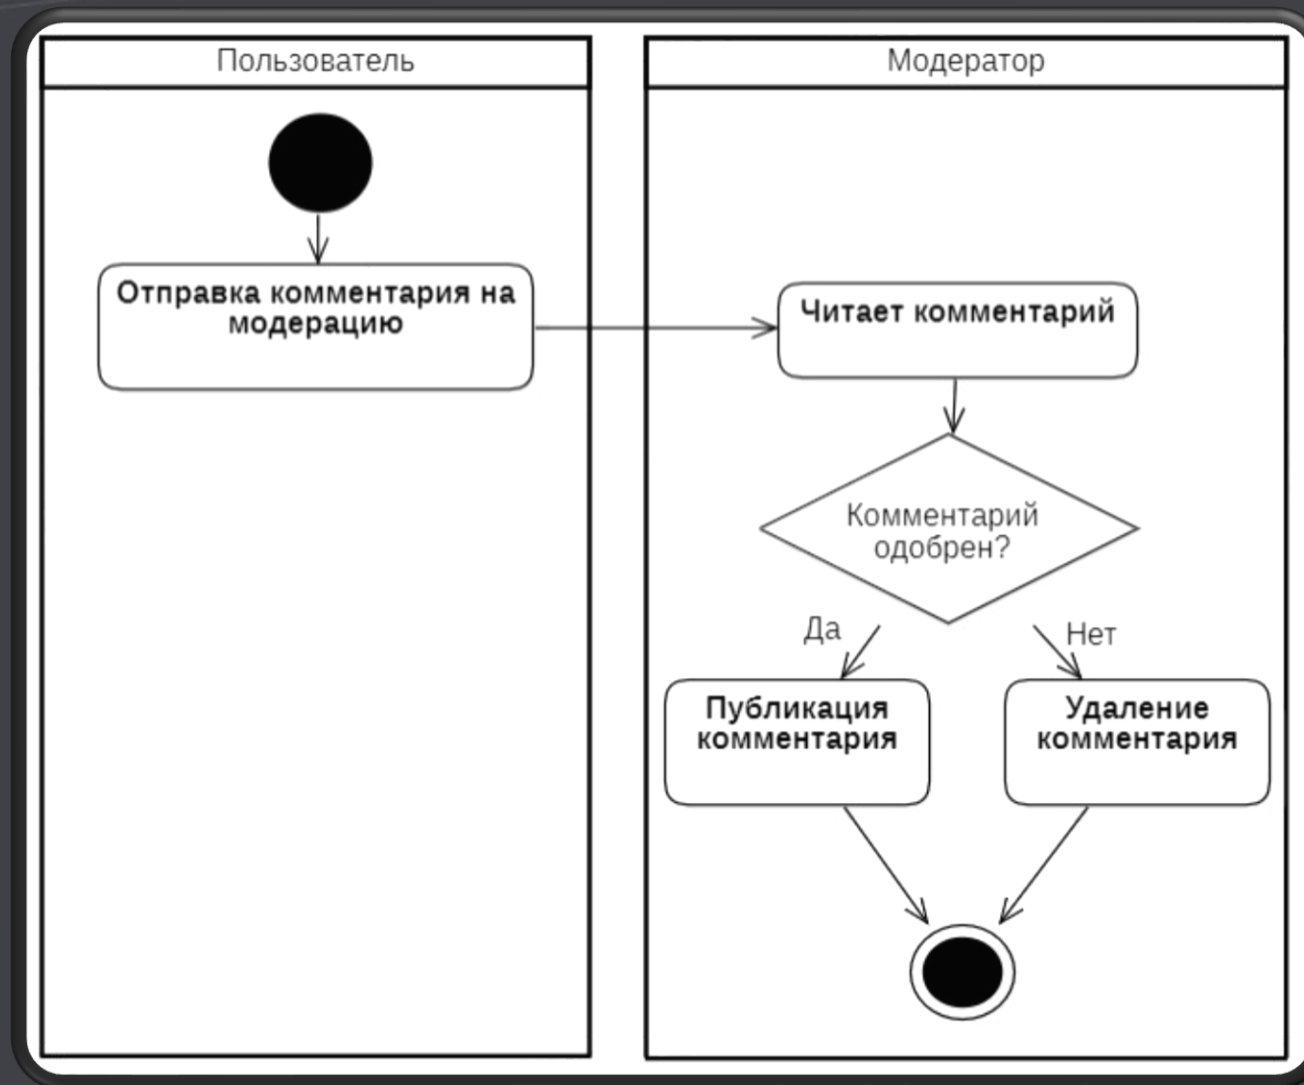 Пользователь
Модератор
Отправка комментария на
модерацию
Читает комментарий
Комментарий
одобрен?
Да
Нет
Публикация
комментария
Удаление
комментария